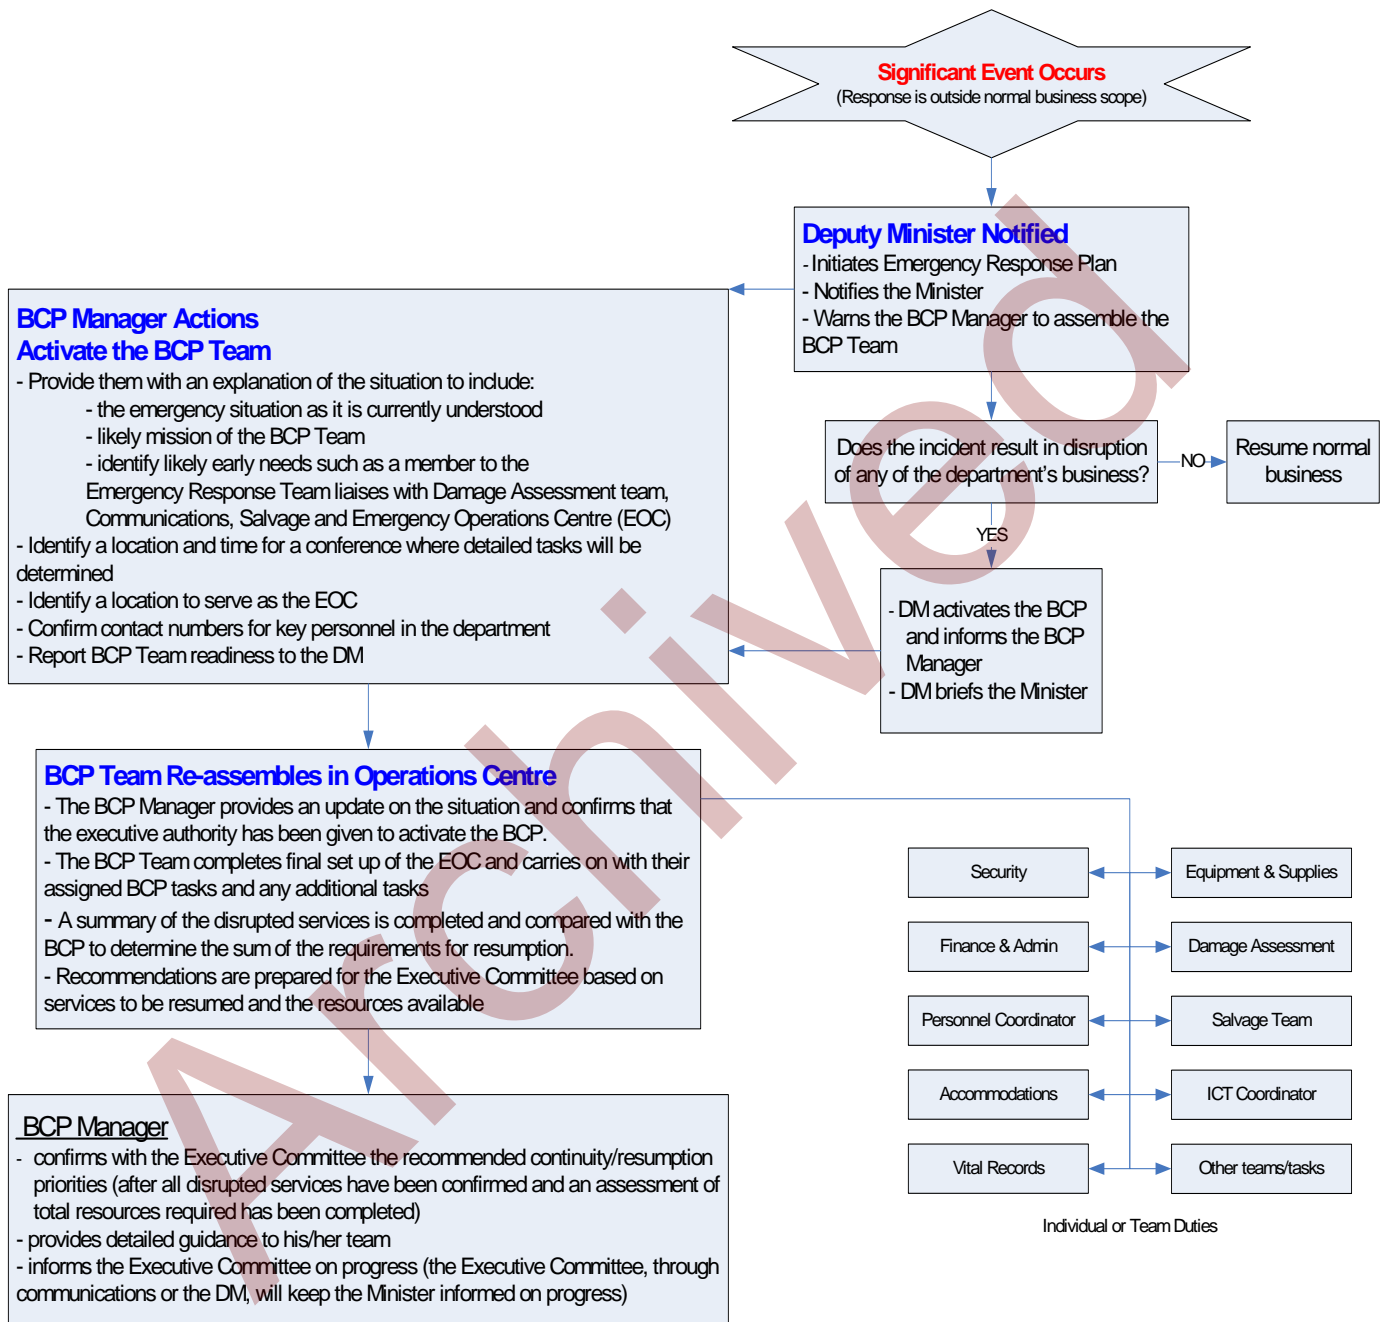 Significant Event Occurs
(Response is outside normal business scope)
Deputy Minister Notified
- Initiates Emergency Response Plan
- Notifies the Minister
- Warns the BCP Manager to assemble the
BCP Team
BCP Manager Actions
Activate the BCP Team
- Provide them with an explanation of the situation to include:
- the emergency situation as it is currently understood
- likely mission of the BCP Team
- identify likely early needs such as a member to the
Emergency Response Team liaises with Damage Assessment team,
Communications, Salvage and Emergency Operations Centre (EOC)
- Identify a location and time for a conference where detailed tasks will be
determined
- Identify a location to serve as the EOC
- Confirm contact numbers for key personnel in the department
- Report BCP Team readiness to the DM
Does the incident result in disruption
of any of the department's business?
NO
Resume normal
business
YES
- DM activates the BCP
and informs the BCP
Manager
- DM briefs the Minister
BCP Team Re-assembles in Operations Centre
- The BCP Manager provides an update on the situation and confirms that
the executive authority has been given to activate the BCP.
- The BCP Team completes final set up of the EOC and carries on with their
assigned BCP tasks and any additional tasks
- A summary of the disrupted services is completed and compared with the
BCP to determine the sum of the requirements for resumption.
- Recommendations are prepared for the Executive Committee based on
services to be resumed and the resources available
Security
Equipment & Supplies
Finance & Admin
Damage Assessment
Personnel Coordinator
Salvage Team
Accommodations
ICT Coordinator
Vital Records
Other teams/tasks
Individual or Team Duties
BCP Manager
- confirms with the Executive Committee the recommended continuity/resumption
priorities (after all disrupted services have been confirmed and an assessment of
total resources required has been completed)
- provides detailed guidance to his/her team
- informs the Executive Committee on progress (the Executive Committee, through
communications or the DM, will keep the Minister informed on progress)
Archived